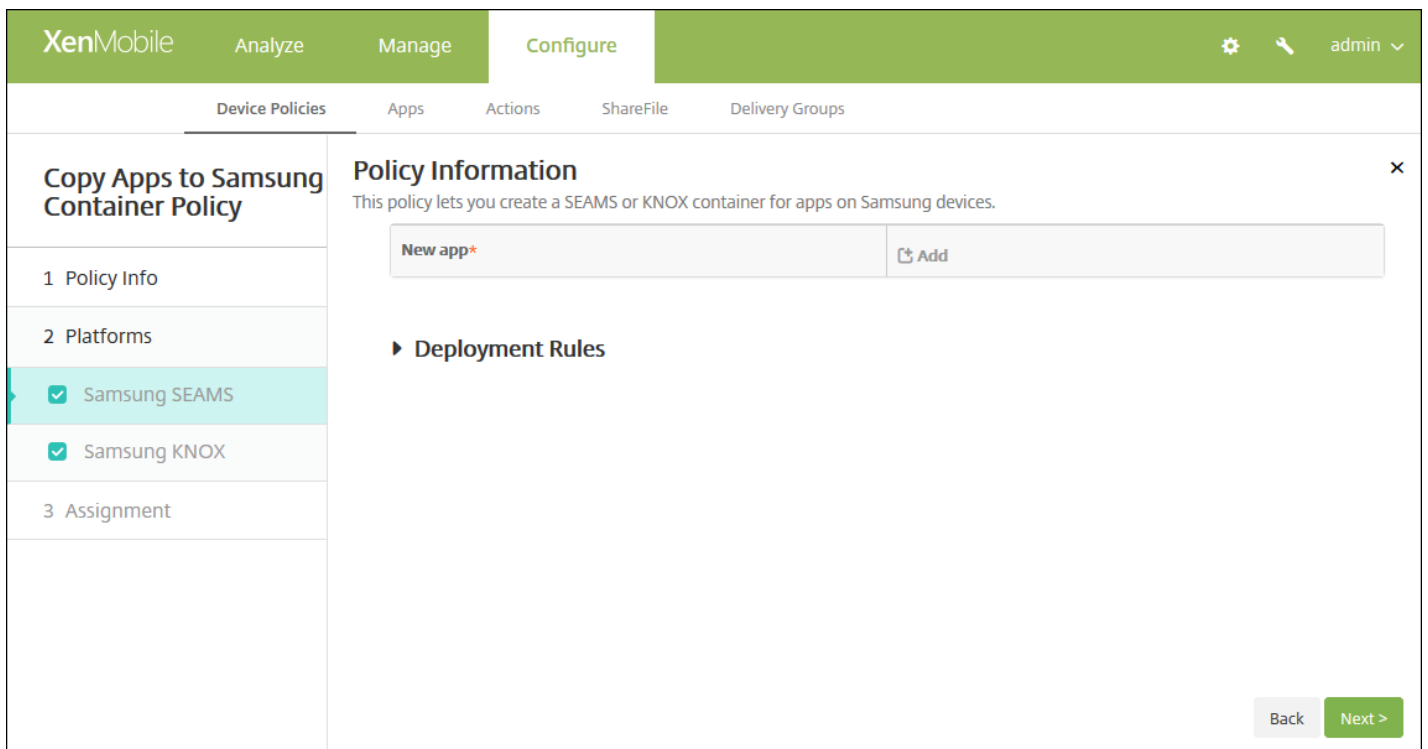 XenMobile Analyze Manage Configure admin
Device Policies Apps Actions ShareFile Delivery Groups
Copy Apps to Samsung
Container Policy
1 Policy Info
2 Platforms
Samsung SEAMS
Samsung KNOX
3 Assignment
Policy Information
This policy lets you create a SEAMS or KNOX container for apps on Samsung devices.
New app* Add
Deployment Rules
Back Next >